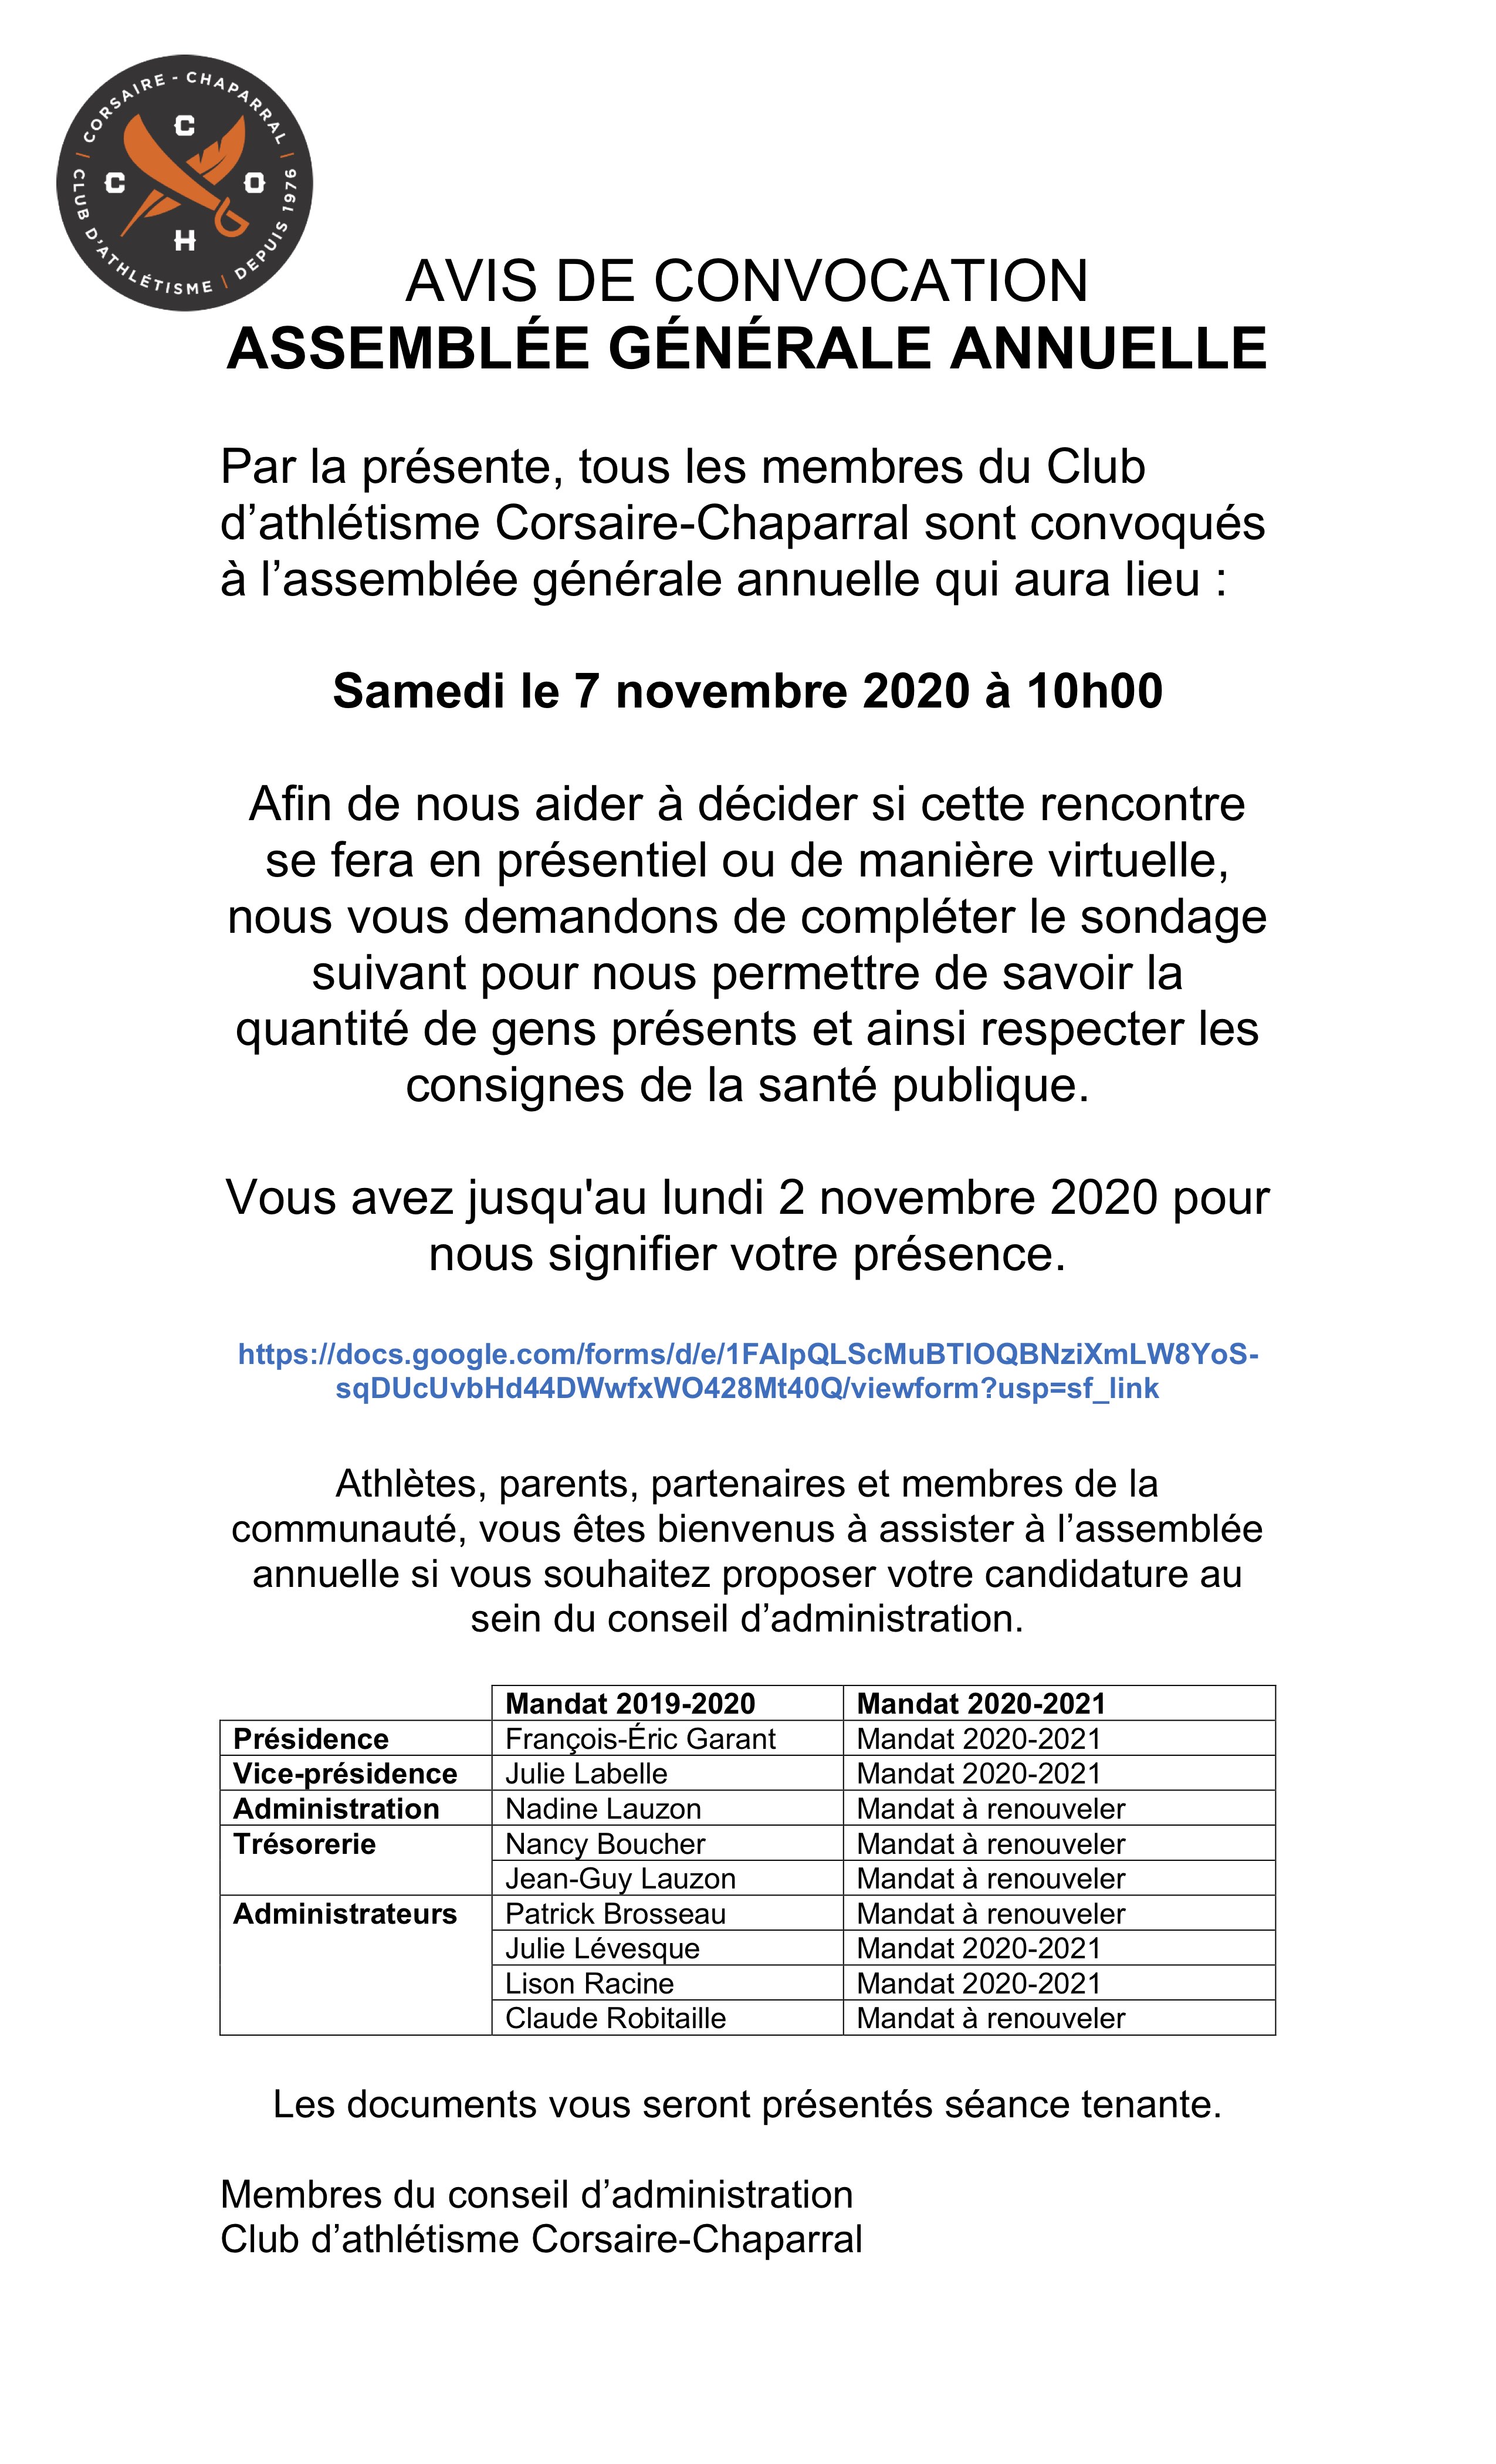 CORSAIRE - CHAPARRAL | DEPUIS 1976 | CLUB D'ATHLÉTISME |
C
C O
H
AVIS DE CONVOCATION
ASSEMBLÉE GÉNÉRALE ANNUELLE
Par la présente, tous les membres du Club
d’athlétisme Corsaire-Chaparral sont convoqués
à l’assemblée générale annuelle qui aura lieu :
Samedi le 7 novembre 2020 à 10h00
Afin de nous aider à décider si cette rencontre
se fera en présentiel ou de manière virtuelle,
nous vous demandons de compléter le sondage
suivant pour nous permettre de savoir la
quantité de gens présents et ainsi respecter les
consignes de la santé publique.
Vous avez jusqu'au lundi 2 novembre 2020 pour
nous signifier votre présence.
https://docs.google.com/forms/d/e/1FAIpQLScMuBTlOQBNziXmLW8YoS-
sqDUcUvbHd44DWwfxWO428Mt40Q/viewform?usp=sf_link
Athlètes, parents, partenaires et membres de la
communauté, vous êtes bienvenus à assister à l’assemblée
annuelle si vous souhaitez proposer votre candidature au
sein du conseil d’administration.
Mandat 2019-2020 Mandat 2020-2021
Présidence François-Éric Garant Mandat 2020-2021
Vice-présidence Julie Labelle Mandat 2020-2021
Administration Nadine Lauzon Mandat à renouveler
Trésorerie Nancy Boucher Mandat à renouveler
Jean-Guy Lauzon Mandat à renouveler
Administrateurs Patrick Brosseau Mandat à renouveler
Julie Lévesque Mandat 2020-2021
Lison Racine Mandat 2020-2021
Claude Robitaille Mandat à renouveler
Les documents vous seront présentés séance tenante.
Membres du conseil d’administration
Club d’athlétisme Corsaire-Chaparral